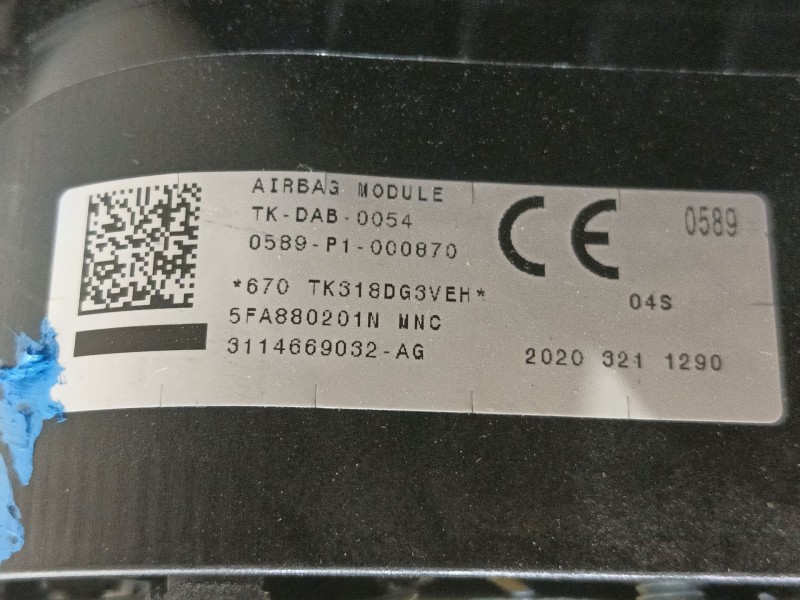 AIRBAG MODULE
TK-DAB-0054
0589-P1-000870
CE 0589
*670 TK318DG3VEH*
04S
5FA880201N MNC
3114669032-AG
2020 321 1290